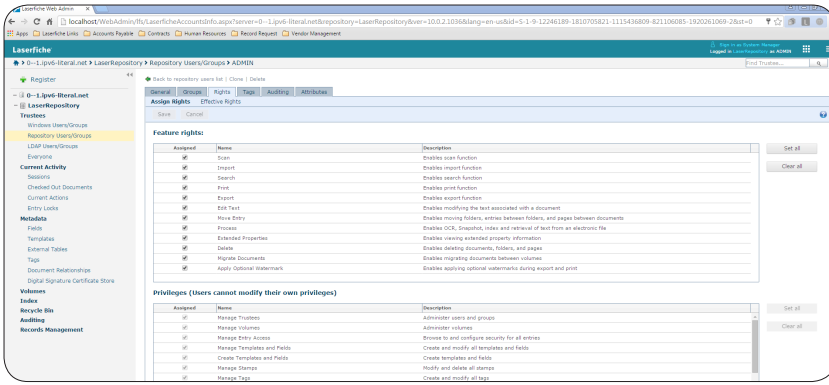 Laserfiche Web Admin
localhost/WebAdmin/lfs/LaserficheAccountsInfo.aspx?server=0--1.ipv6-literal.net&repository=LaserRepository&ver=10.0.2.1036&lang=en-us&id=S-1-9-12246189-1810705821-1115436809-821106085-1920261069-2&st=0
Apps Laserfiche Links Accounts Payable Contracts Human Resources Record Request Vendor Management
Laserfiche
Sign in as System Manager
Logged in LaserRepository as ADMIN
0--1.ipv6-literal.net > LaserRepository > Repository Users/Groups > ADMIN
Find Trustee...
Register
0--1.ipv6-literal.net
LaserRepository
Trustees
Windows Users/Groups
Repository Users/Groups
LDAP Users/Groups
Everyone
Current Activity
Sessions
Checked Out Documents
Current Actions
Entry Locks
Metadata
Fields
Templates
External Tables
Tags
Document Relationships
Digital Signature Certificate Store
Volumes
Index
Recycle Bin
Auditing
Records Management
Back to repository users list | Clone | Delete
General Groups Rights Tags Auditing Attributes
Assign Rights Effective Rights
Save Cancel
Feature rights:
Assigned Name Description
Scan Enables scan function
Import Enables import function
Search Enables search function
Print Enables print function
Export Enables export function
Edit Text Enables modifying the text associated with a document
Move Entry Enables moving folders, entries between folders, and pages between documents
Process Enables OCR, Snapshot, index and retrieval of text from an electronic file
Extended Properties Enables viewing extended property information
Delete Enables deleting documents, folders, and pages
Migrate Documents Enables migrating documents between volumes
Apply Optional Watermark Enables applying optional watermarks during export and print
Set all
Clear all
Privileges (Users cannot modify their own privileges)
Assigned Name Description
Manage Trustees Administer users and groups
Manage Volumes Administer volumes
Manage Entry Access Browse to and configure security for all entries
Manage Templates and Fields Create and modify all templates and fields
Create Templates and Fields Create templates and fields
Manage Stamps Modify and delete all stamps
Manage Tags Create and modify all tags
Set all
Clear all